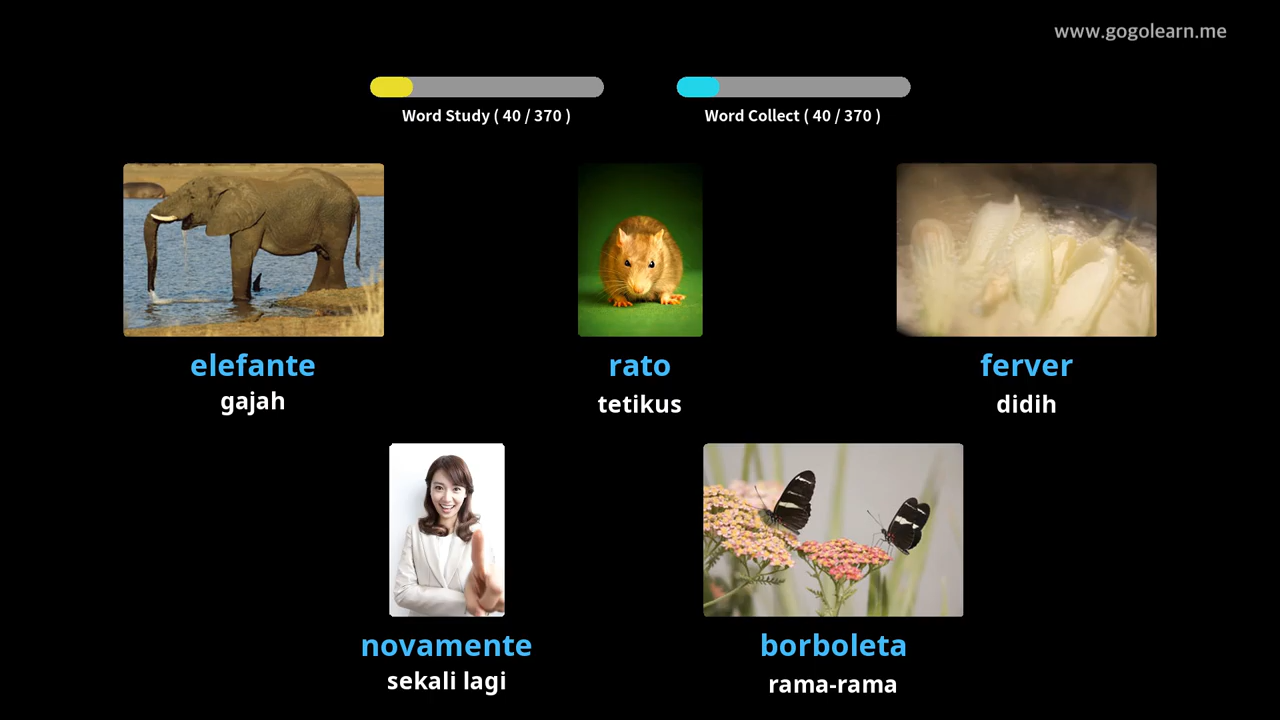 www.gogolearn.me
Word Study ( 40 / 370 )
Word Collect ( 40 / 370 )
elefante
gajah
rato
tetikus
ferver
didih
novamente
sekali lagi
borboleta
rama-rama